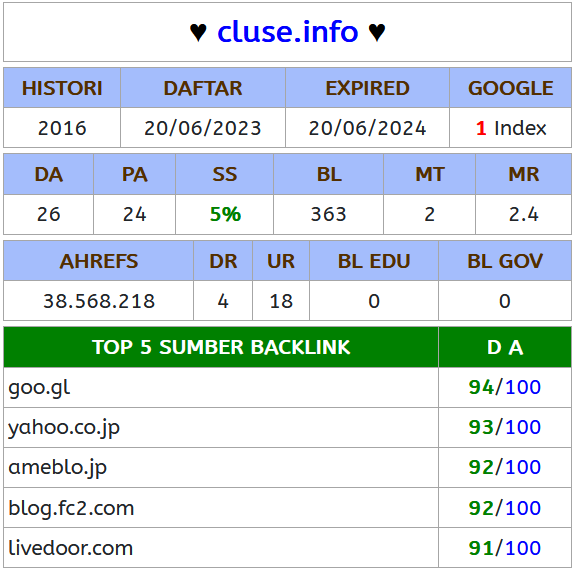 ♥ cluse.info ♥
HISTORI DAFTAR EXPIRED GOOGLE
2016 20/06/2023 20/06/2024 1 Index
DA PA SS BL MT MR
26 24 5% 363 2 2.4
AHREFS DR UR BL EDU BL GOV
38.568.218 4 18 0 0
TOP 5 SUMBER BACKLINK D A
goo.gl 94/100
yahoo.co.jp 93/100
ameblo.jp 92/100
blog.fc2.com 92/100
livedoor.com 91/100